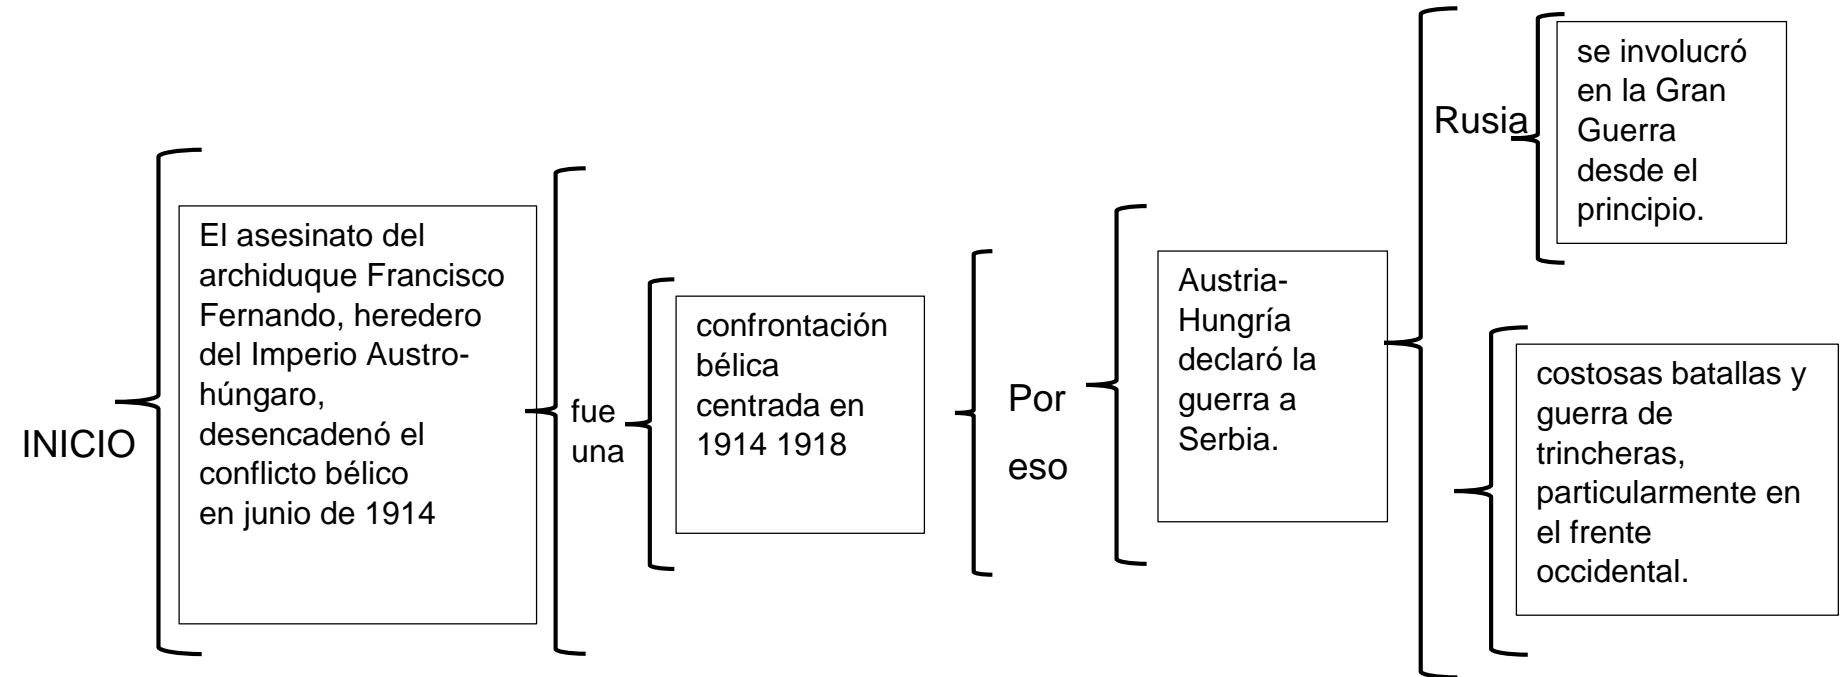 INICIO
El asesinato del
archiduque Francisco
Fernando, heredero
del Imperio Austro-
húngaro,
desencadenó el
conflicto bélico
en junio de 1914
fue
una
confrontación
bélica
centrada en
1914 1918
Por
eso
Austria-
Hungría
declaró la
guerra a
Serbia.
Rusia
se involucró
en la Gran
Guerra
desde el
principio.
costosas batallas y
guerra de
trincheras,
particularmente en
el frente
occidental.